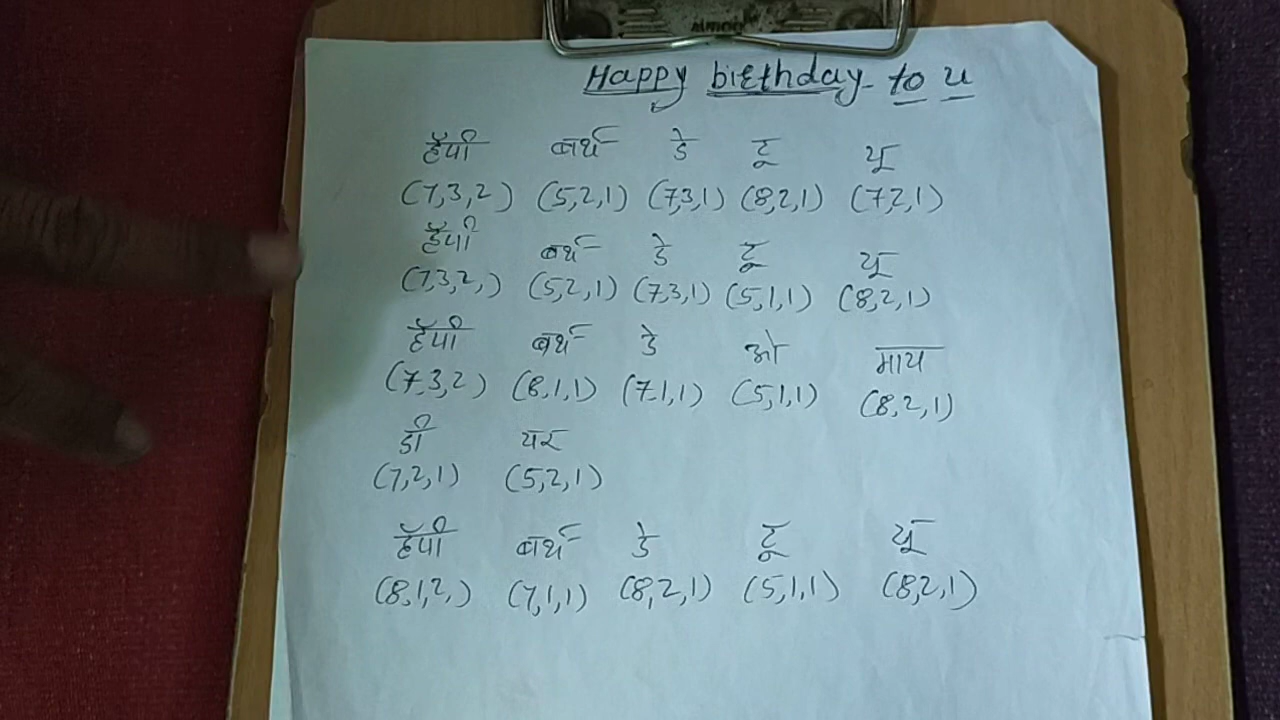 Happy birthday to u
हॅपी बर्थ डे टू यू
(7,3,2) (5,2,1) (7,3,1) (8,2,1) (7,2,1)
हॅपी बर्थ डे टू यू
(7,3,2,) (5,2,1) (7,3,1) (5,1,1) (8,2,1)
हॅपी बर्थ डे ओ माय
(7,3,2) (8,1,1) (7,1,1) (5,1,1) (8,2,1)
डी यर
(7,2,1) (5,2,1)
हॅपी बर्थ डे टू यू
(8,1,2,) (7,1,1) (8,2,1) (5,1,1) (8,2,1)